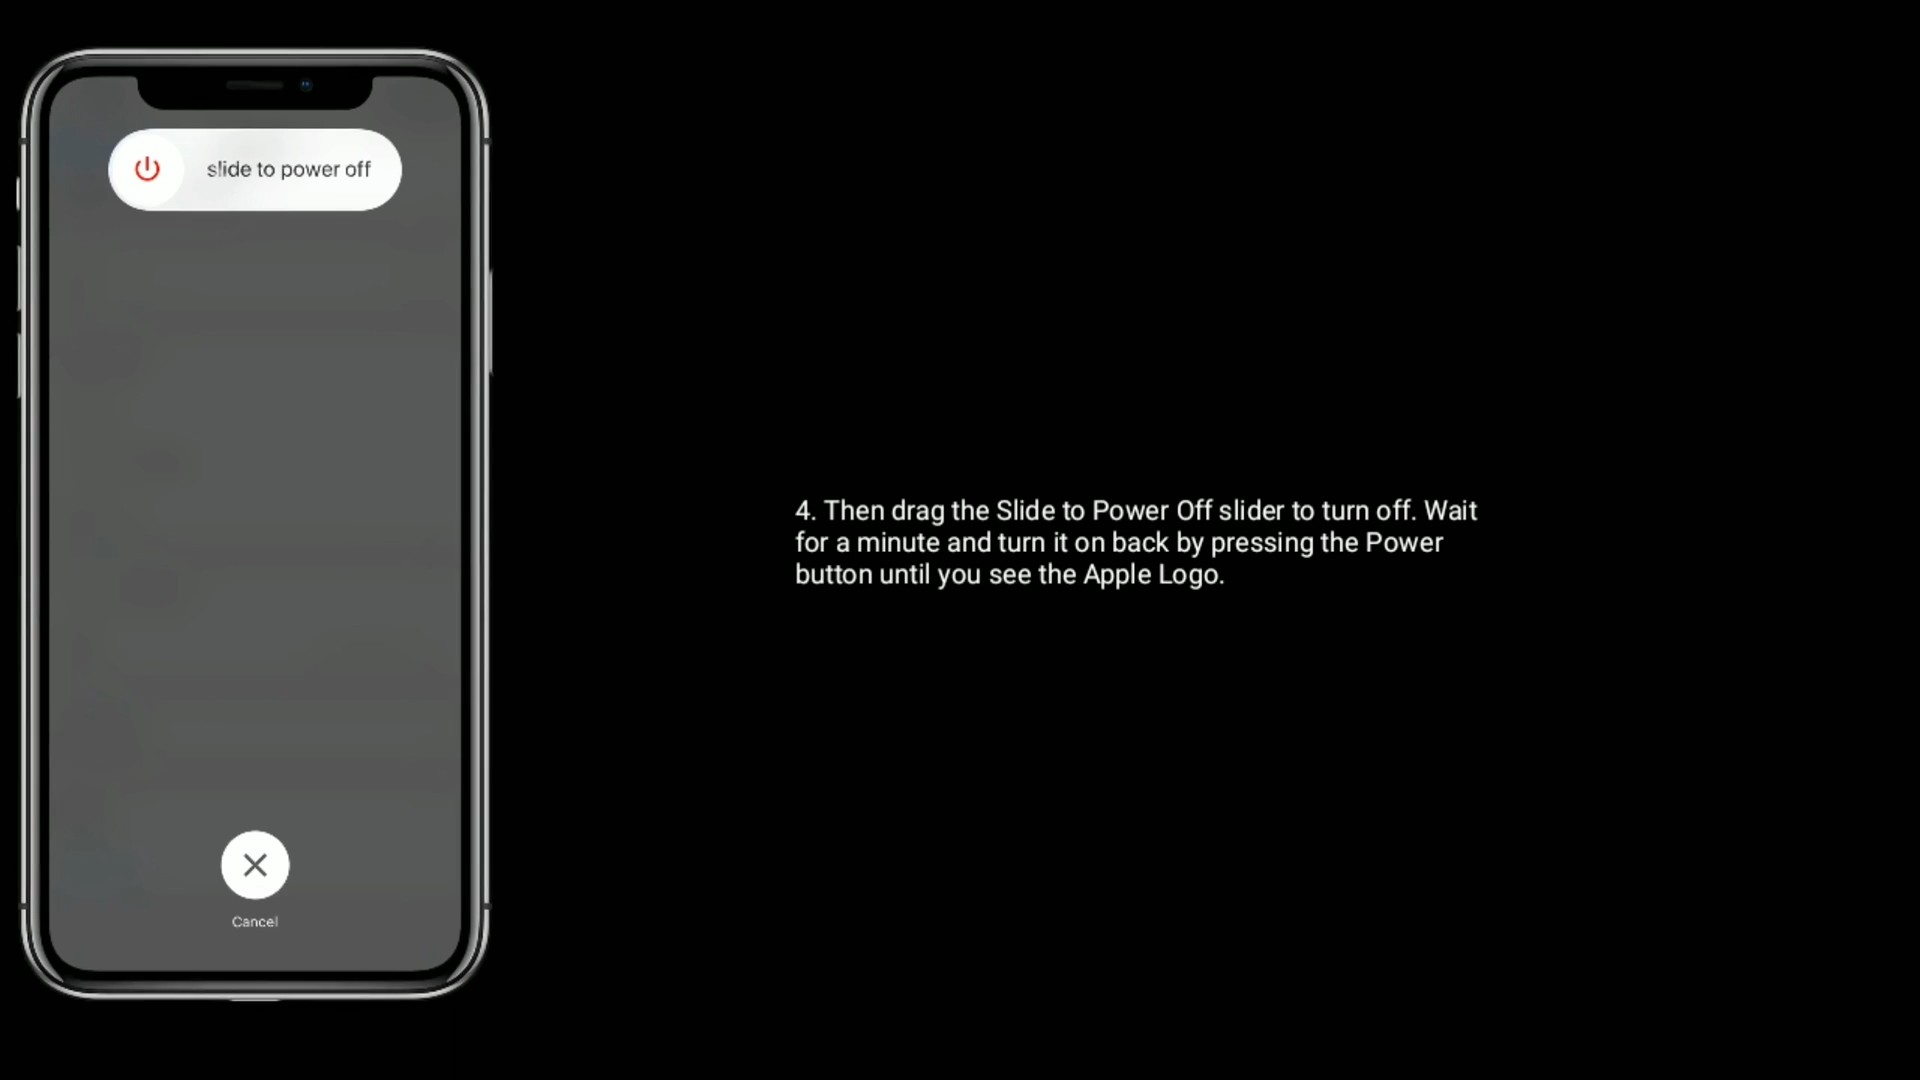 slide to power off
Cancel
4. Then drag the Slide to Power Off slider to turn off. Wait
for a minute and turn it on back by pressing the Power
button until you see the Apple Logo.